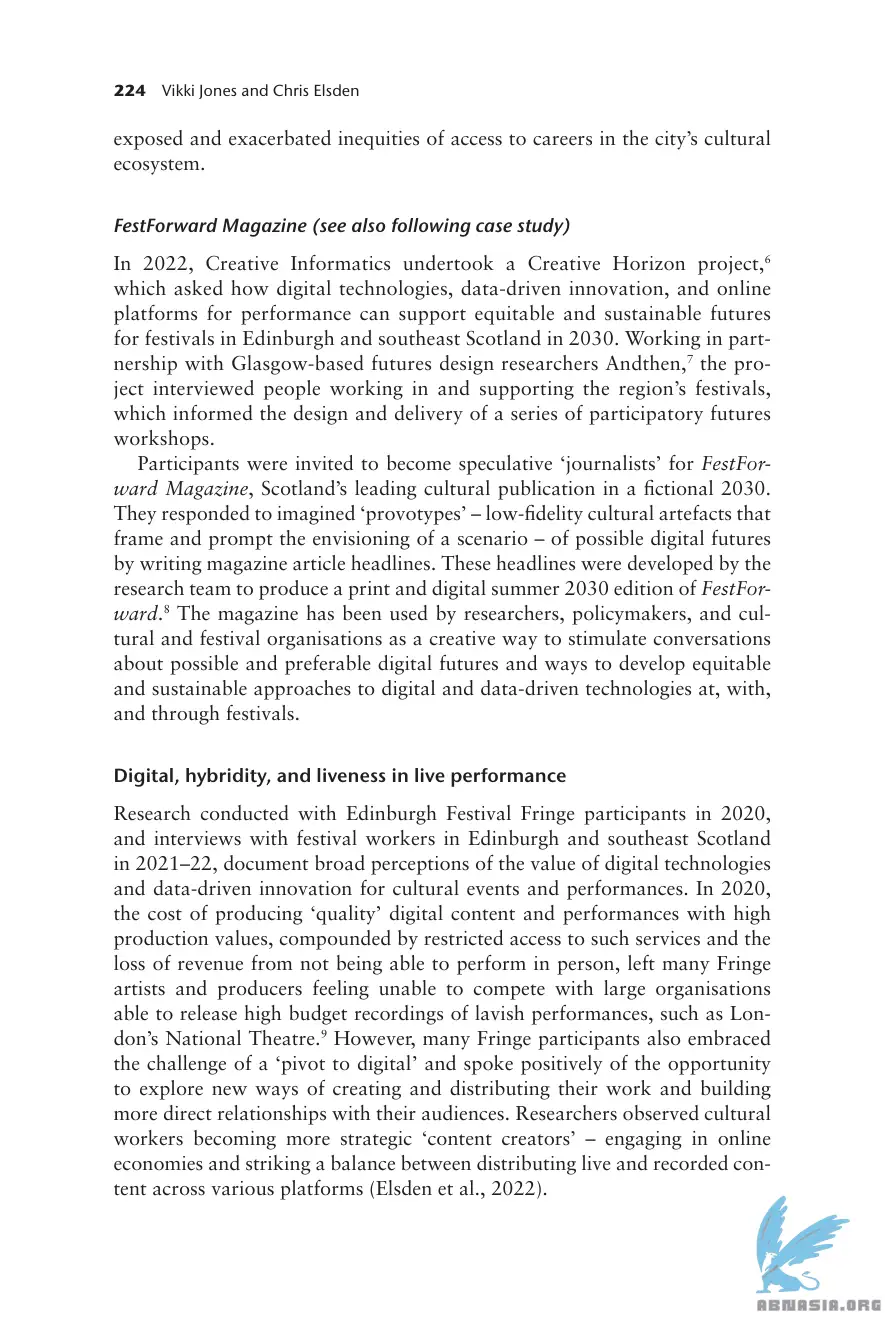 224 Vikki Jones and Chris Elsden
exposed and exacerbated inequities of access to careers in the city’s cultural
ecosystem.
FestForward Magazine (see also following case study)
In 2022, Creative Informatics undertook a Creative Horizon project,⁶
which asked how digital technologies, data-driven innovation, and online
platforms for performance can support equitable and sustainable futures
for festivals in Edinburgh and southeast Scotland in 2030. Working in part-
nership with Glasgow-based futures design researchers Andthen,⁷ the pro-
ject interviewed people working in and supporting the region’s festivals,
which informed the design and delivery of a series of participatory futures
workshops.
Participants were invited to become speculative ‘journalists’ for FestFor-
ward Magazine, Scotland’s leading cultural publication in a fictional 2030.
They responded to imagined ‘provotypes’ – low-fidelity cultural artefacts that
frame and prompt the envisioning of a scenario – of possible digital futures
by writing magazine article headlines. These headlines were developed by the
research team to produce a print and digital summer 2030 edition of FestFor-
ward.⁸ The magazine has been used by researchers, policymakers, and cul-
tural and festival organisations as a creative way to stimulate conversations
about possible and preferable digital futures and ways to develop equitable
and sustainable approaches to digital and data-driven technologies at, with,
and through festivals.
Digital, hybridity, and liveness in live performance
Research conducted with Edinburgh Festival Fringe participants in 2020,
and interviews with festival workers in Edinburgh and southeast Scotland
in 2021–22, document broad perceptions of the value of digital technologies
and data-driven innovation for cultural events and performances. In 2020,
the cost of producing ‘quality’ digital content and performances with high
production values, compounded by restricted access to such services and the
loss of revenue from not being able to perform in person, left many Fringe
artists and producers feeling unable to compete with large organisations
able to release high budget recordings of lavish performances, such as Lon-
don’s National Theatre.⁹ However, many Fringe participants also embraced
the challenge of a ‘pivot to digital’ and spoke positively of the opportunity
to explore new ways of creating and distributing their work and building
more direct relationships with their audiences. Researchers observed cultural
workers becoming more strategic ‘content creators’ – engaging in online
economies and striking a balance between distributing live and recorded con-
tent across various platforms (Elsden et al., 2022).
ABNASIA.ORG